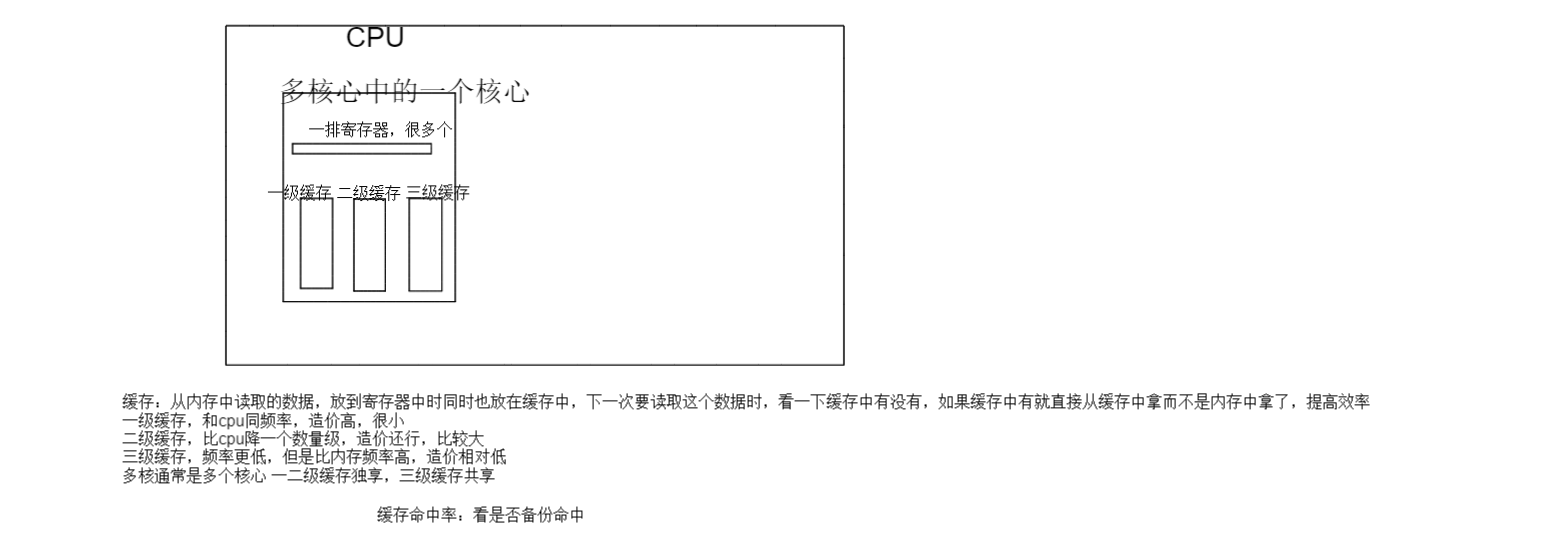 CPU
多核心中的一个核心
一排寄存器，很多个
一级缓存 二级缓存 三级缓存
缓存：从内存中读取的数据，放到寄存器中时同时也放在缓存中，下一次要读取这个数据时，看一下缓存中有没有，如果缓存中有就直接从缓存中拿而不是内存中拿了，提高效率
一级缓存，和cpu同频率，造价高，很小
二级缓存，比cpu降一个数量级，造价还行，比较大
三级缓存，频率更低，但是比内存频率高，造价相对低
多核通常是多个核心 一二级缓存独享，三级缓存共享
缓存命中率：看是否备份命中